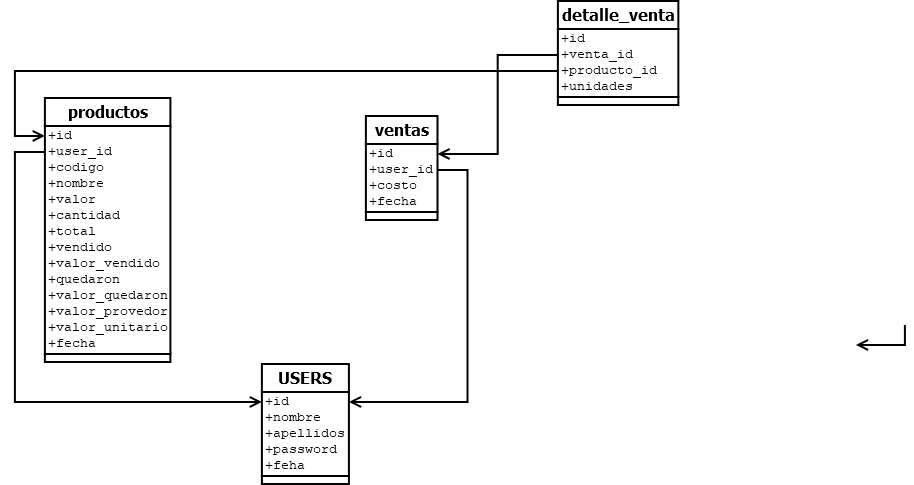 detalle_venta
+id
+venta_id
+producto_id
+unidades
productos
+id
+user_id
+codigo
+nombre
+valor
+cantidad
+total
+vendido
+valor_vendido
+quedaron
+valor_quedaron
+valor_provedor
+valor_unitario
+fecha
ventas
+id
+user_id
+costo
+fecha
USERS
+id
+nombre
+apellidos
+password
+feha